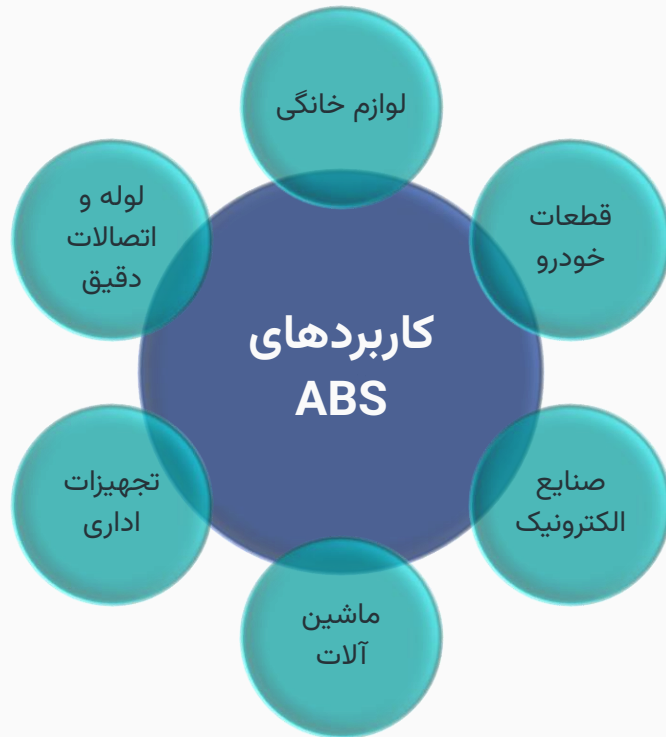 کاربردهای
ABS
لوازم خانگی
قطعات
خودرو
صنایع
الکترونیک
ماشین
آلات
تجهیزات
اداری
لوله و
اتصالات
دقیق